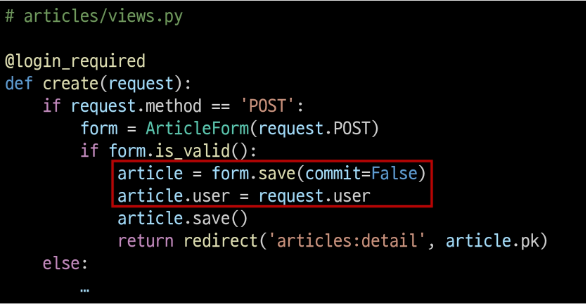 # articles/views.py
@login_required
def create(request):
    if request.method == 'POST':
        form = ArticleForm(request.POST)
        if form.is_valid():
            article = form.save(commit=False)
            article.user = request.user
            article.save()
            return redirect('articles:detail', article.pk)
    else:
        …